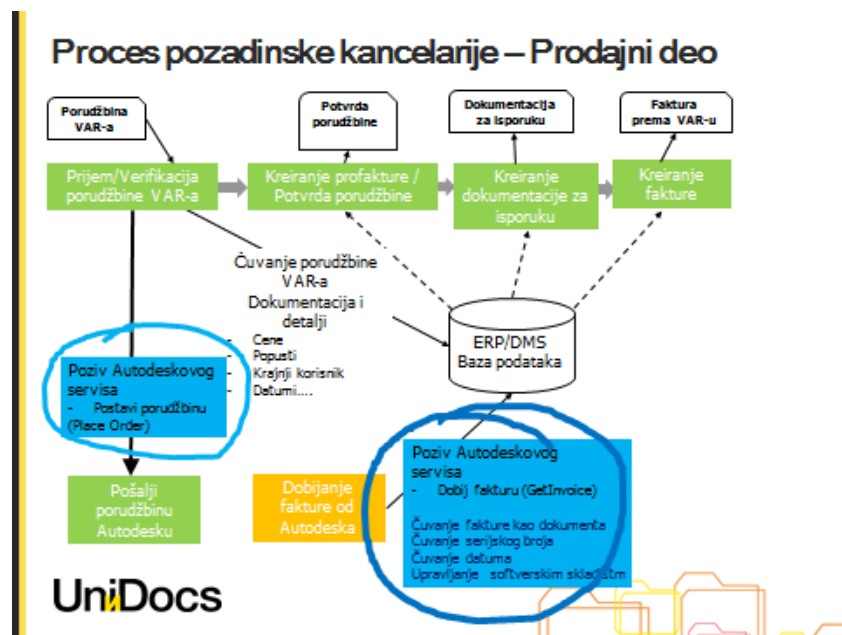 Proces pozadinske kancelarije – Prodajni deo
Porudžbina
VAR-a
Potvrda
porudžbine
Dokumentacija
za isporuku
Faktura
prema VAR-u
Prijem/Verifikacija
porudžbine VAR-a
Kreiranje profakture /
Potvrda porudžbine
Kreiranje
dokumentacije za
isporuku
Kreiranje
fakture
Čuvanje porudžbine
VAR-a
Dokumentacija i
detalji
- Cene
- Popusti
- Krajnji korisnik
- Datumi....
ERP/DMS
Baza podataka
Poziv Autodeskovog
servisa
- Postavi porudžbinu
(Place Order)
Pošalji
porudžbinu
Autodesku
Dobijanje
fakture od
Autodeska
Poziv Autodeskovog
servisa
- Dobij fakturu (GetInvoice)
Čuvanje fakture kao dokumenta
Čuvanje serijskog broja
Čuvanje datuma
Upravljanje softverskim
UniDocs